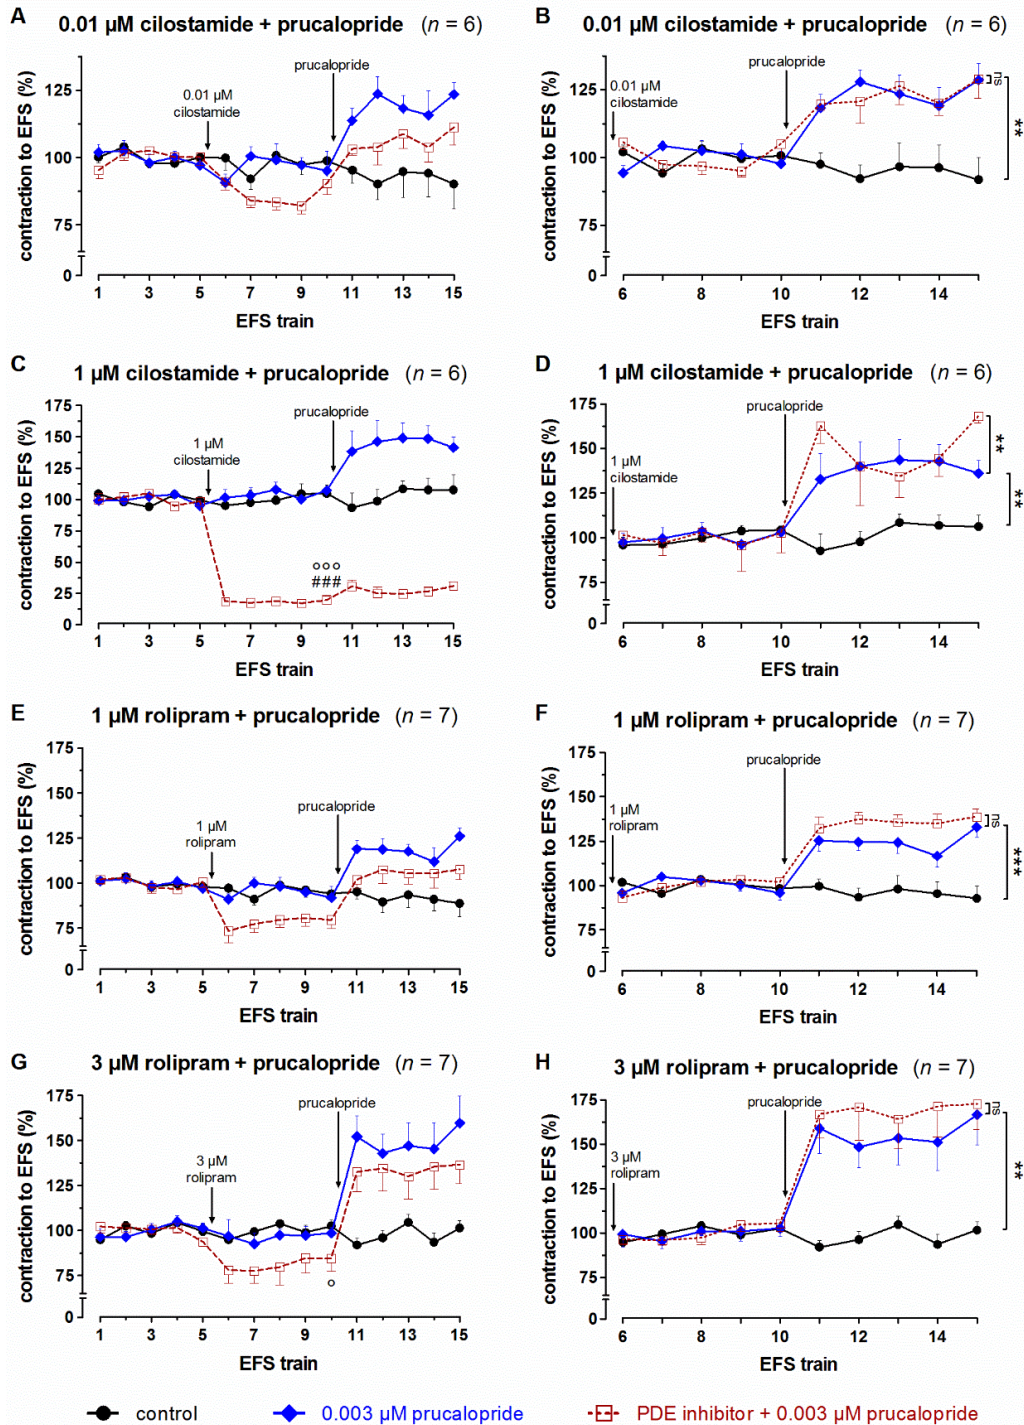 A 0.01 µM cilostamide + prucalopride (n = 6)
contraction to EFS (%)
125
100
75
0
0.01 µM
cilostamide
prucalopride
1 3 5 7 9 11 13 15
EFS train
B 0.01 µM cilostamide + prucalopride (n = 6)
contraction to EFS (%)
125
100
75
0
0.01 µM
cilostamide
prucalopride
ns
**
6 8 10 12 14
EFS train
C 1 µM cilostamide + prucalopride (n = 6)
contraction to EFS (%)
175
150
125
100
75
50
25
0
1 µM
cilostamide
prucalopride
°°°
###
1 3 5 7 9 11 13 15
EFS train
D 1 µM cilostamide + prucalopride (n = 6)
contraction to EFS (%)
175
150
125
100
75
0
1 µM
cilostamide
prucalopride
**
**
6 8 10 12 14
EFS train
E 1 µM rolipram + prucalopride (n = 7)
contraction to EFS (%)
175
150
125
100
75
0
1 µM
rolipram
prucalopride
1 3 5 7 9 11 13 15
EFS train
F 1 µM rolipram + prucalopride (n = 7)
contraction to EFS (%)
175
150
125
100
75
0
1 µM
rolipram
prucalopride
ns
***
6 8 10 12 14
EFS train
G 3 µM rolipram + prucalopride (n = 7)
contraction to EFS (%)
175
150
125
100
75
0
3 µM
rolipram
prucalopride
°
1 3 5 7 9 11 13 15
EFS train
H 3 µM rolipram + prucalopride (n = 7)
contraction to EFS (%)
175
150
125
100
75
0
3 µM
rolipram
prucalopride
ns
**
6 8 10 12 14
EFS train
control 0.003 µM prucalopride PDE inhibitor + 0.003 µM prucalopride